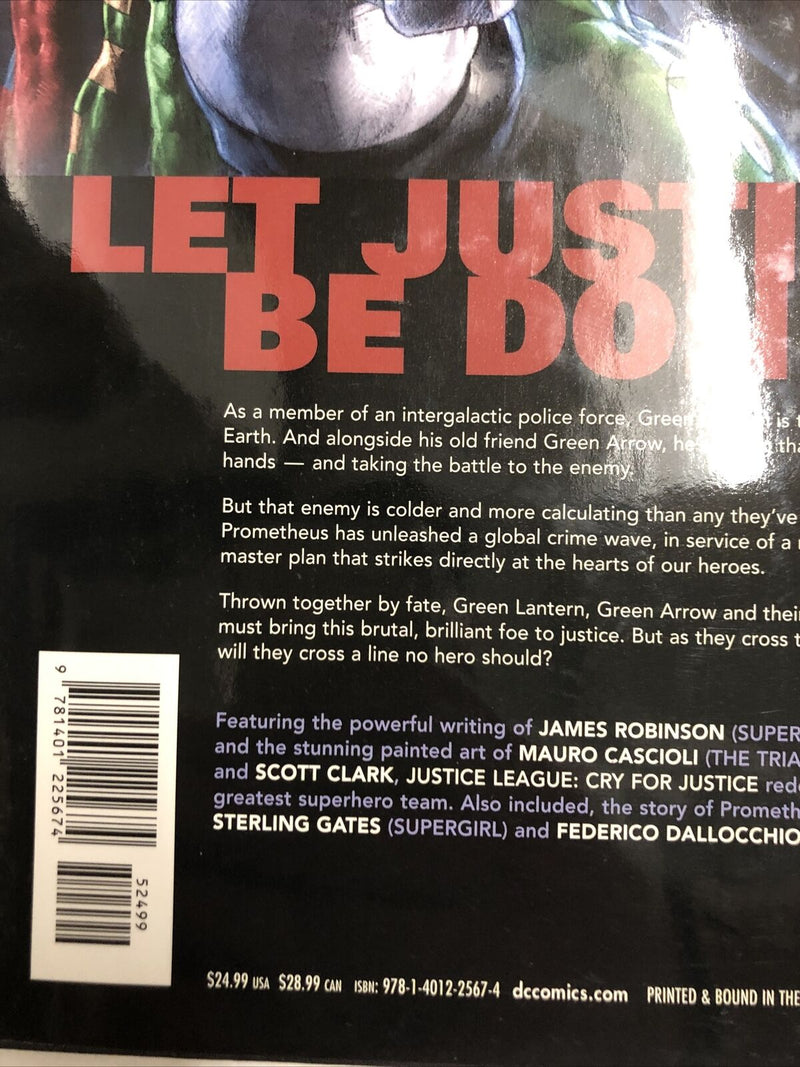 LET JUSTI
BE DO
As a member of an intergalactic police force, Green is
Earth. And alongside his old friend Green Arrow, he tha
hands — and taking the battle to the enemy.
But that enemy is colder and more calculating than any they've
Prometheus has unleashed a global crime wave, in service of a
master plan that strikes directly at the hearts of our heroes.
Thrown together by fate, Green Lantern, Green Arrow and their
must bring this brutal, brilliant foe to justice. But as they cross t
will they cross a line no hero should?
Featuring the powerful writing of JAMES ROBINSON (SUPER
and the stunning painted art of MAURO CASCIOLI (THE TRIA
and SCOTT CLARK, JUSTICE LEAGUE: CRY FOR JUSTICE red
greatest superhero team. Also included, the story of Prometh
STERLING GATES (SUPERGIRL) and FEDERICO DALLOCCHIO
9 781401 225674
52499
$24.99 USA $28.99 CAN ISBN: 978-1-4012-2567-4 dccomics.com PRINTED & BOUND IN THE